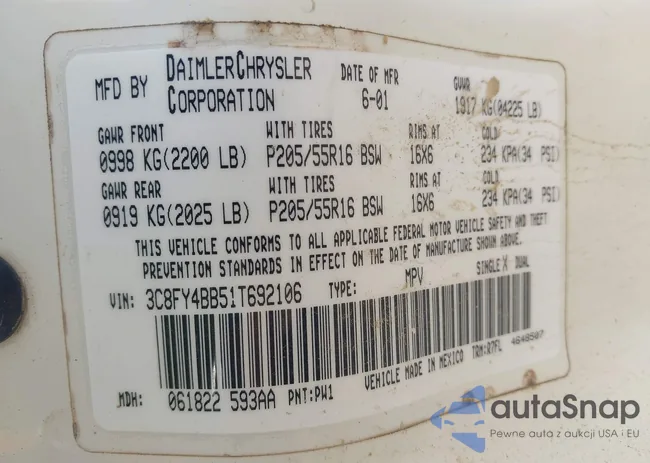 MFD BY DAIMLERCHRYSLER CORPORATION DATE OF MFR 6-01 GVWR 1917 KG(04225 LB)
GAWR FRONT WITH TIRES RIMS AT COLD
0998 KG(2200 LB) P205/55R16 BSW 16X6 234 KPA(34 PSI)
GAWR REAR WITH TIRES RIMS AT COLD
0919 KG(2025 LB) P205/55R16 BSW 16X6 234 KPA(34 PSI)
THIS VEHICLE CONFORMS TO ALL APPLICABLE FEDERAL MOTOR VEHICLE SAFETY AND THEFT
PREVENTION STANDARDS IN EFFECT ON THE DATE OF MANUFACTURE SHOWN ABOVE.
VIN: 3C8FY4BB51T692106 TYPE: MPV SINGLE X DUAL
MDH: 061822 593AA PNT:PW1 VEHICLE MADE IN MEXICO TRM:R7FL 4648507
autaSnap
Pewne auta z aukcji USA i EU